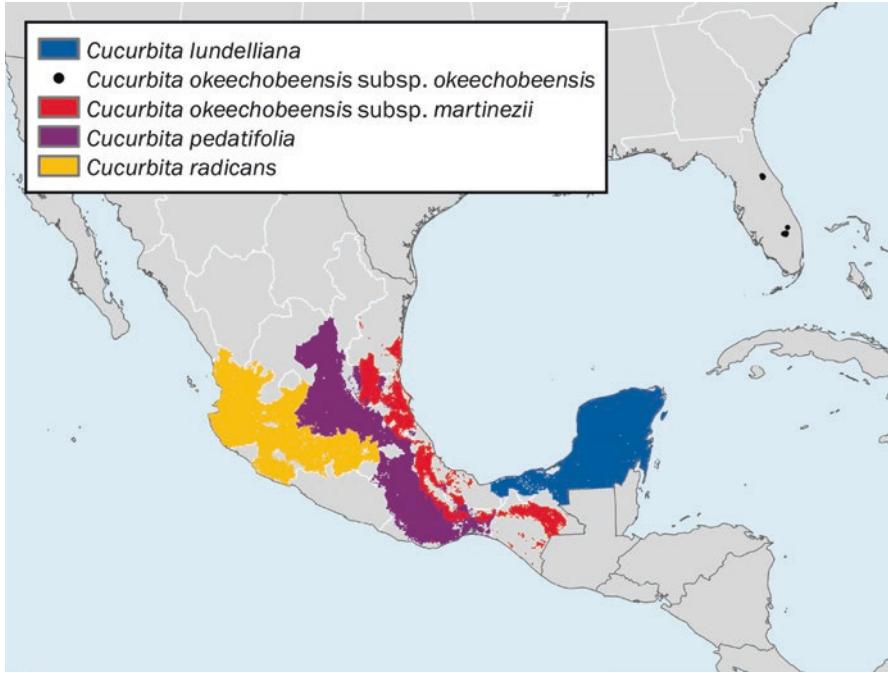 Cucurbita lundelliana
Cucurbita okeechobeensis subsp. okeechobeensis
Cucurbita okeechobeensis subsp. martinezii
Cucurbita pedatifolia
Cucurbita radicans